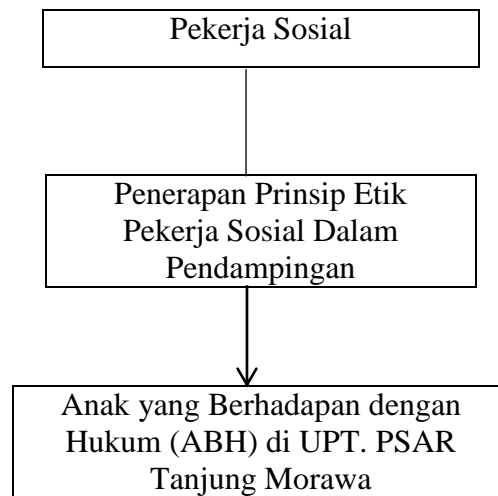 Pekerja Sosial
Penerapan Prinsip Etik
Pekerja Sosial Dalam
Pendampingan
Anak yang Berhadapan dengan
Hukum (ABH) di UPT. PSAR
Tanjung Morawa